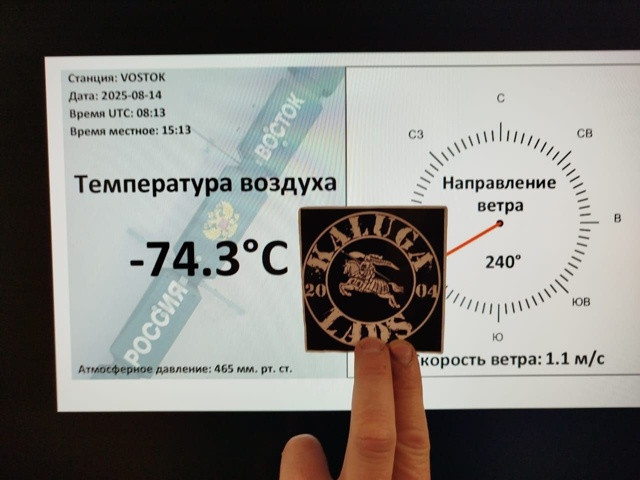 Станция: VOSTOK
Дата: 2025-08-14
Время UTC: 08:13
Время местное: 15:13
ВОСТОК
РОССИЯ
Температура воздуха
-74.3°C
Атмосферное давление: 465 мм. рт. ст.
С
СЗ
СВ
Направление
ветра
В
240°
ЮВ
Ю
скорость ветра: 1.1 м/с
KALUGA
20 04
LADS